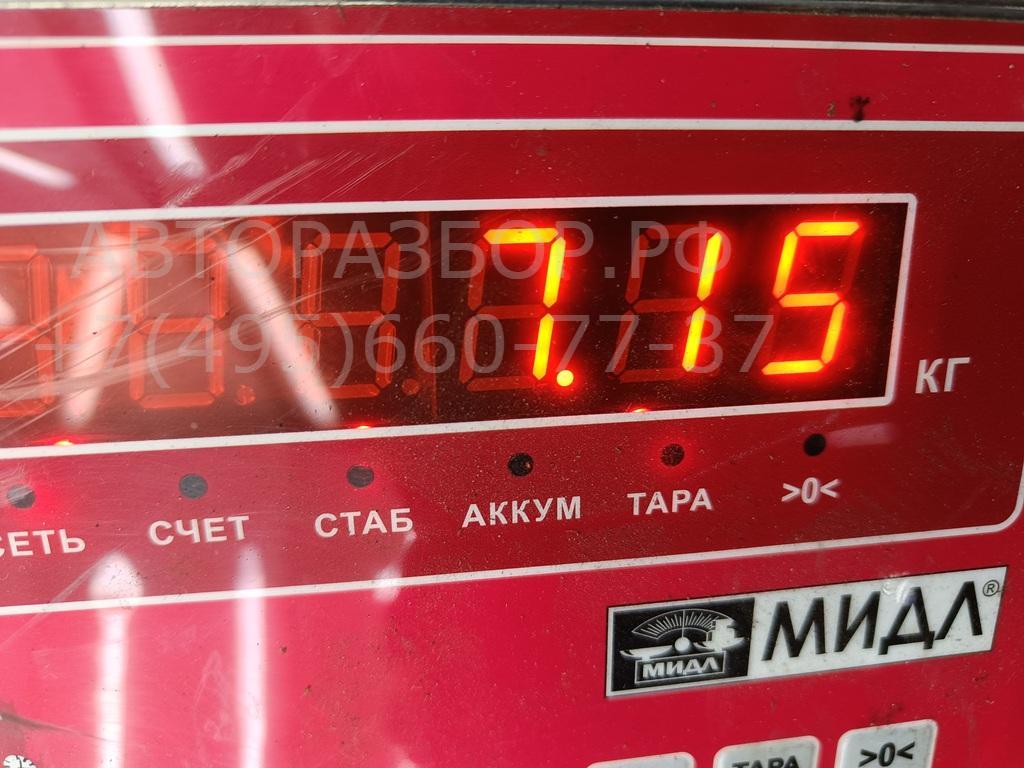 АВТОРАЗБОР.РФ
+7(495)660-77-37
7.15
КГ
СЕТЬ СЧЕТ СТАБ АККУМ ТАРА >0<
МИДЛ МИДЛ®
ТАРА >0<